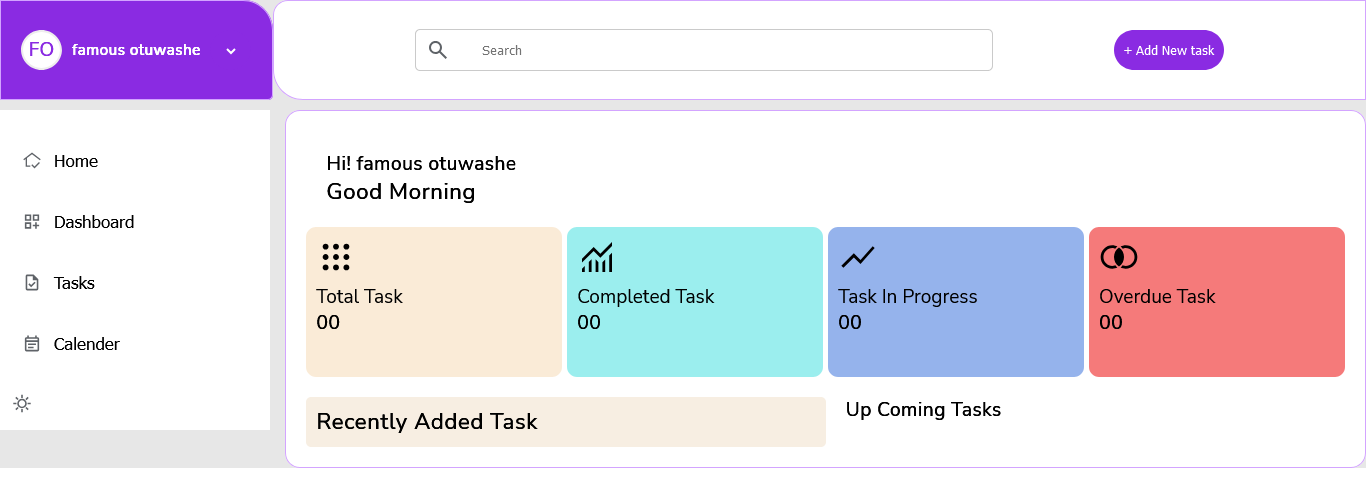 FO famous otuwashe
Search
+ Add New task
Home
Dashboard
Tasks
Calender
Hi! famous otuwashe
Good Morning
Total Task
00
Completed Task
00
Task In Progress
00
Overdue Task
00
Recently Added Task
Up Coming Tasks